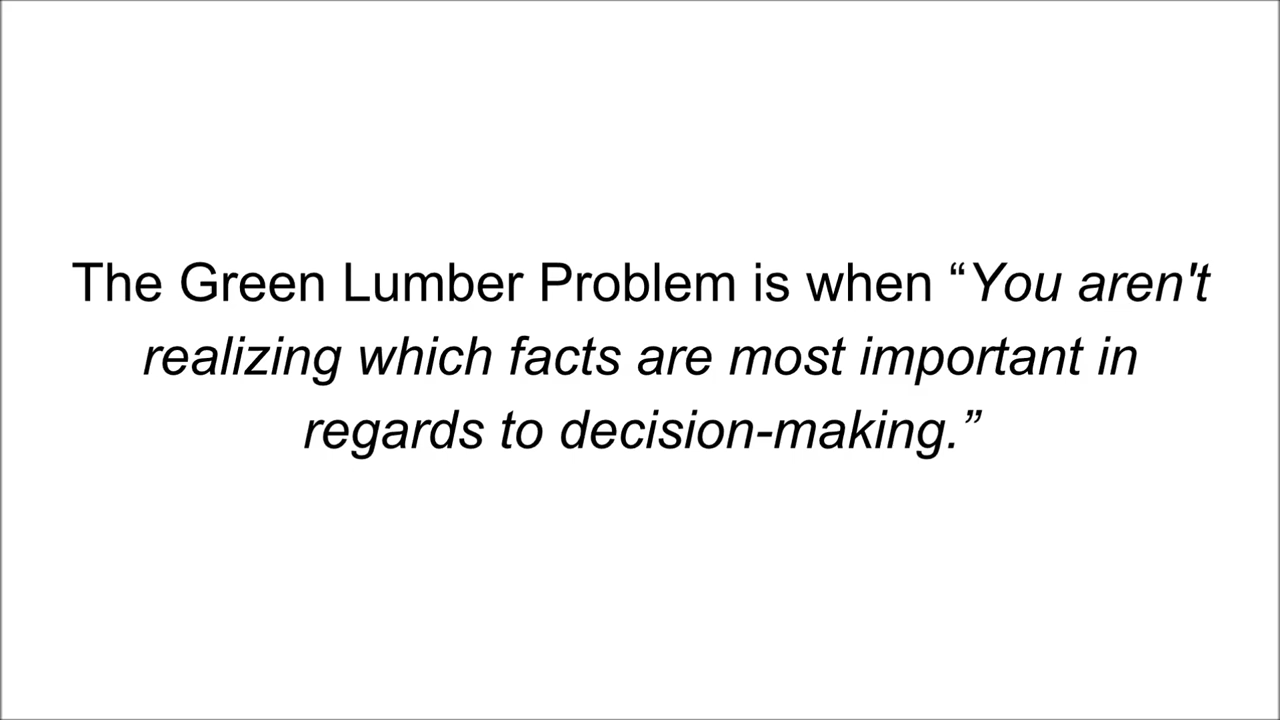 The Green Lumber Problem is when “You aren't
realizing which facts are most important in
regards to decision-making.”